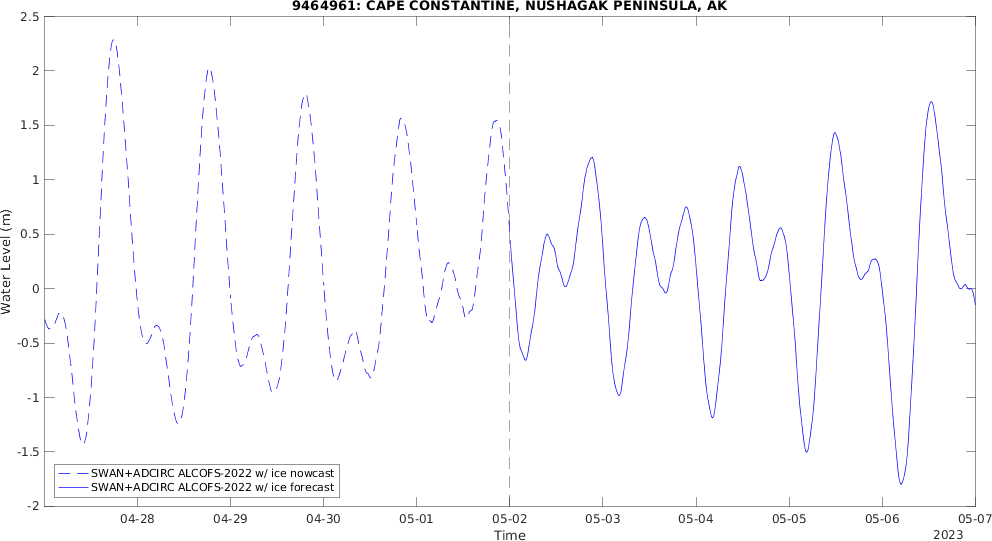 9464961: CAPE CONSTANTINE, NUSHAGAK PENINSULA, AK
2.5
2
1.5
1
0.5
0
-0.5
-1
-1.5
-2
Water Level (m)
SWAN+ADCIRC ALCOFS-2022 w/ ice nowcast
SWAN+ADCIRC ALCOFS-2022 w/ ice forecast
04-28 04-29 04-30 05-01 05-02 05-03 05-04 05-05 05-06 05-07
Time
2023